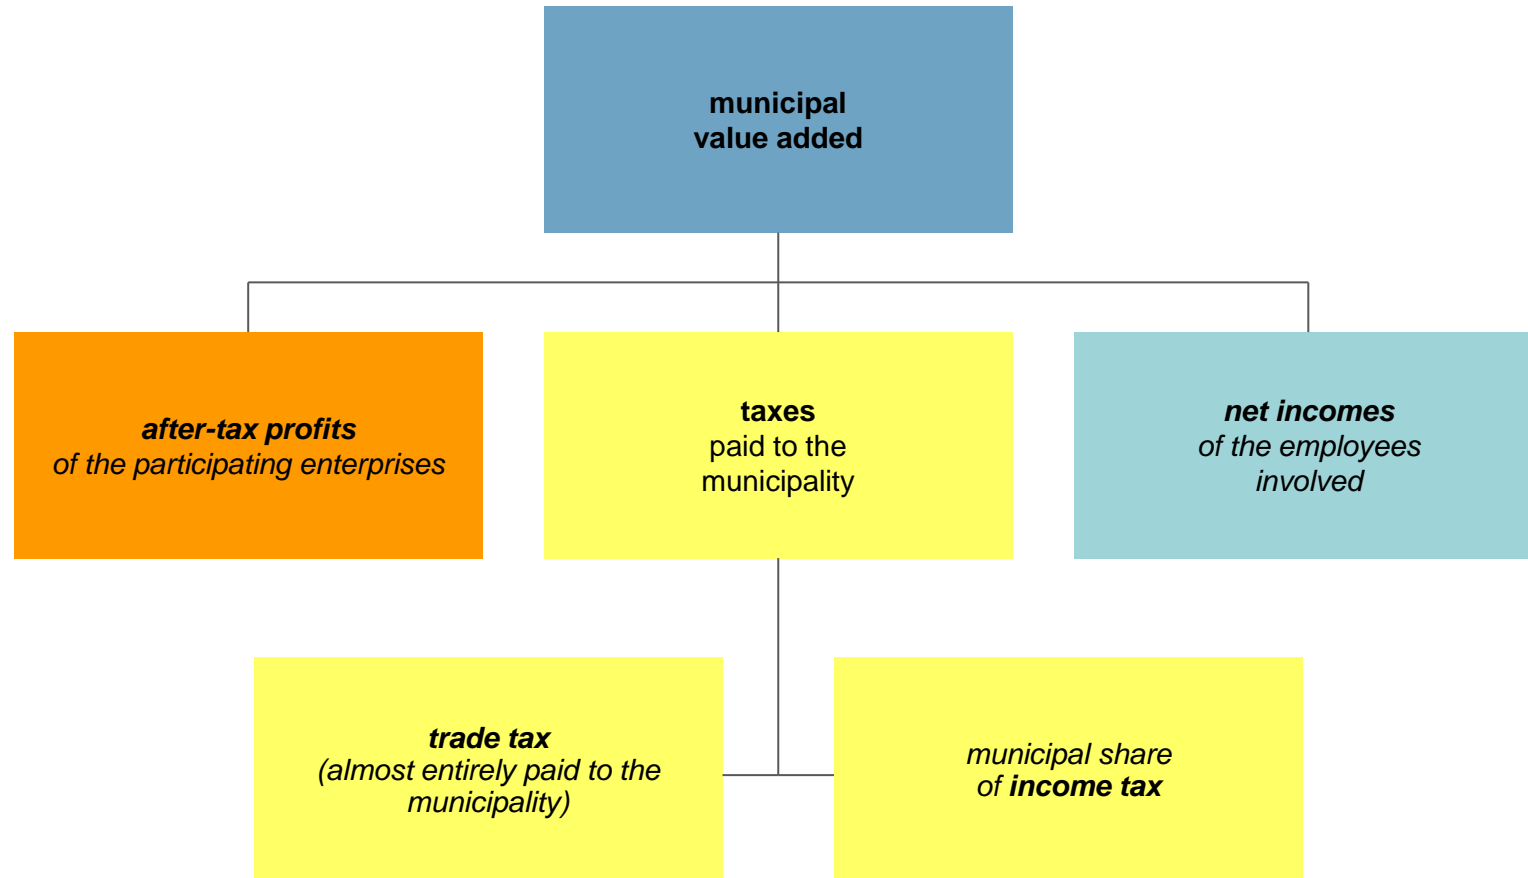 municipal
value added
after-tax profits
of the participating enterprises
taxes
paid to the
municipality
net incomes
of the employees
involved
trade tax
(almost entirely paid to the
municipality)
municipal share
of income tax